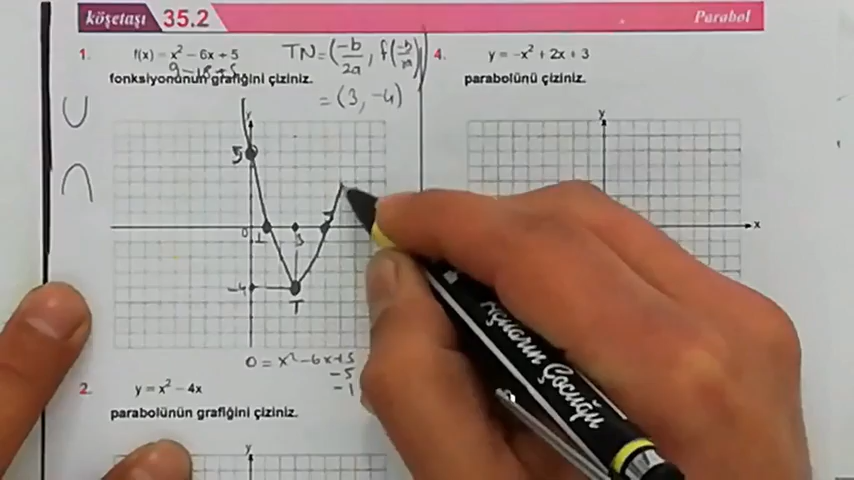 köşetaşı 35.2
Parabol
1. f(x) = x² - 6x + 5
9-18+5
fonksiyonunun grafiğini çiziniz.
TN = (-b/2a, f(-b/2a))
= (3, -4)
y
5
0 1 3 5
-4
T
0 = x² - 6x + 5
-5
-1
2. y = x² - 4x
parabolünün grafiğini çiziniz.
y
4. y = -x² + 2x + 3
parabolünü çiziniz.
y
x
Açıların Çocuğu